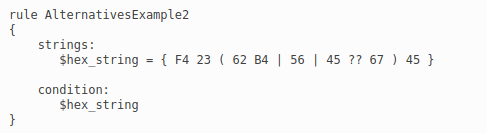 rule AlternativesExample2
{
    strings:
       $hex_string = { F4 23 ( 62 B4 | 56 | 45 ?? 67 ) 45 }

    condition:
       $hex_string
}